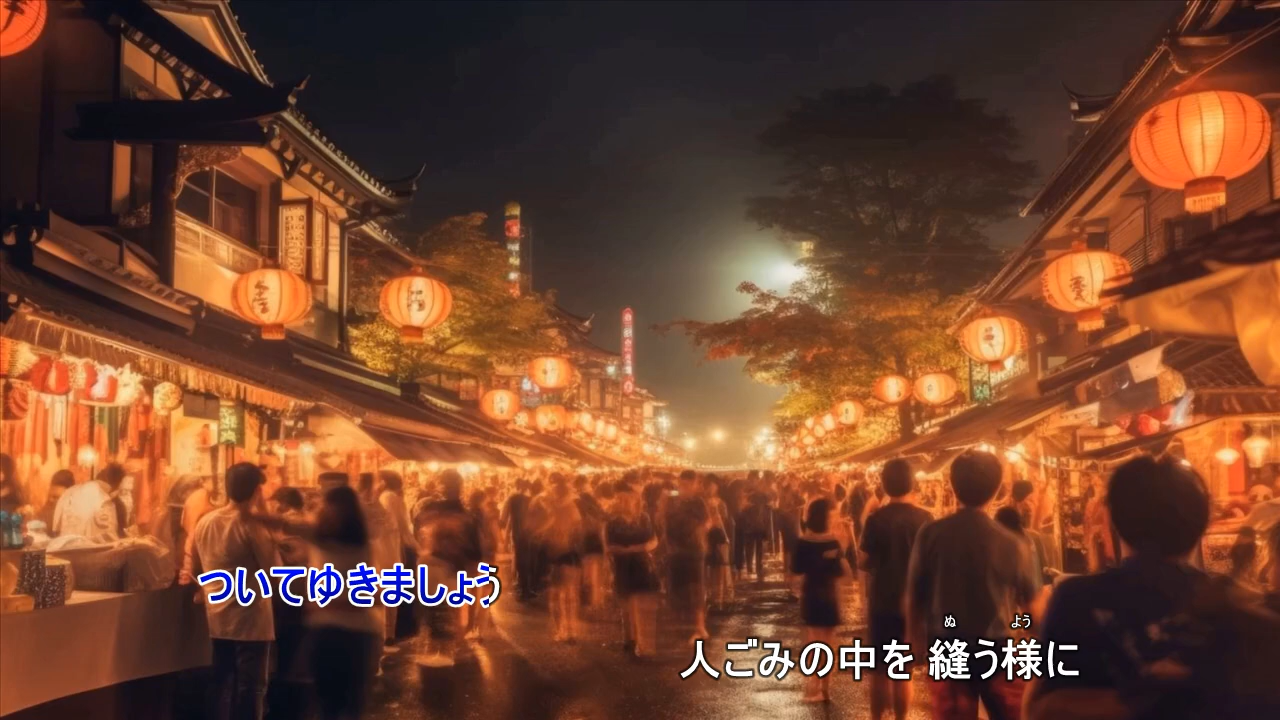 ついてゆきましょう
人ごみの中を 縫う様に
ぬ よう